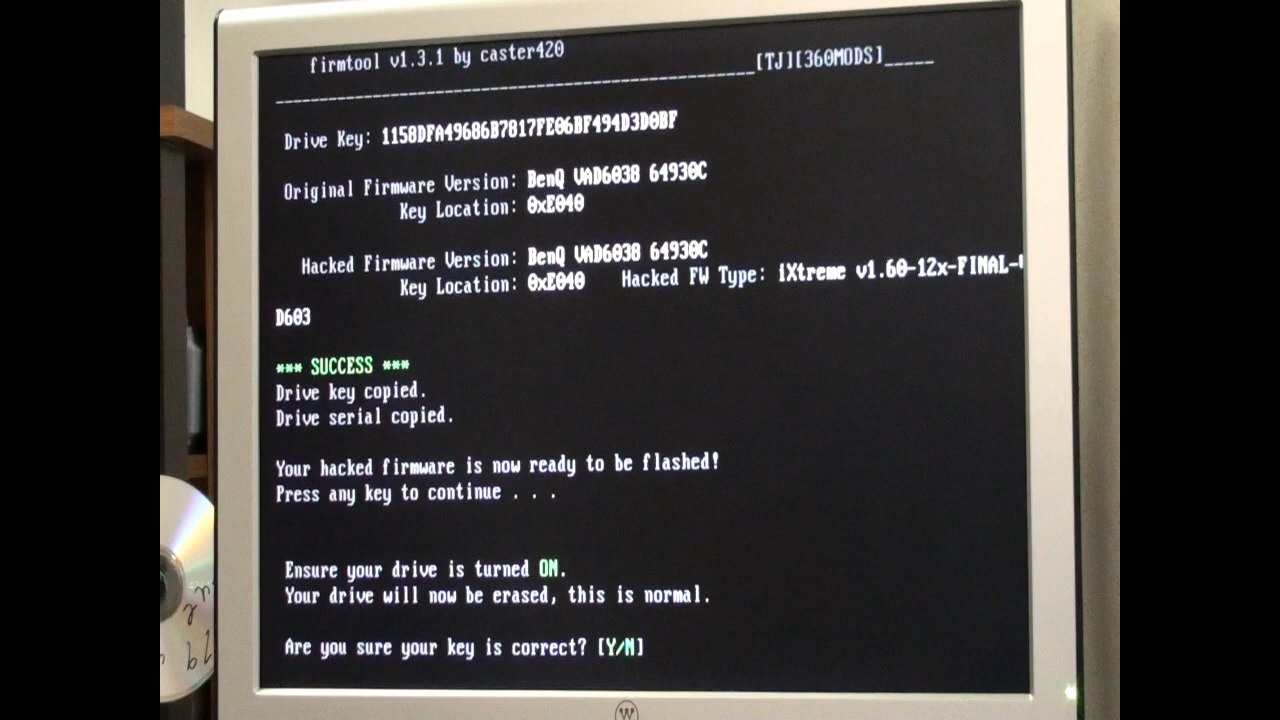 firmtool v1.3.1 by caster420
[TJ][360MODS]
Drive Key: 1158DFA49686B7817FE06BF494D3D0BF
Original Firmware Version: BenQ VAD6038 64930C
Key Location: 0xE040
Hacked Firmware Version: BenQ VAD6038 64930C
Key Location: 0xE040 Hacked FW Type: iXtreme v1.60-12x-FINAL-
D603
*** SUCCESS ***
Drive key copied.
Drive serial copied.
Your hacked firmware is now ready to be flashed!
Press any key to continue . . .
Ensure your drive is turned ON.
Your drive will now be erased, this is normal.
Are you sure your key is correct? [Y/N]
W